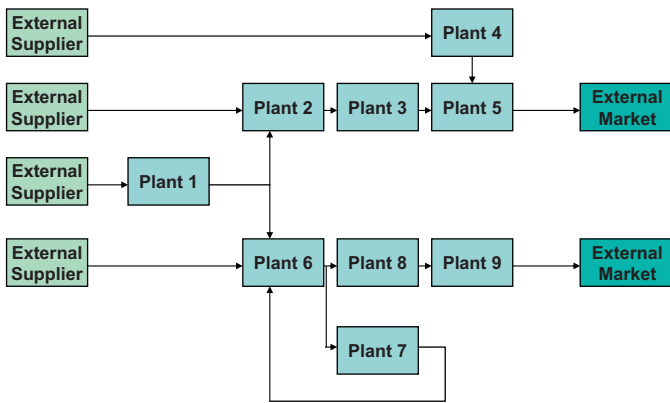 External
Supplier
Plant 4
External
Supplier
Plant 2
Plant 3
Plant 5
External
Market
External
Supplier
Plant 1
External
Supplier
Plant 6
Plant 8
Plant 9
External
Market
Plant 7